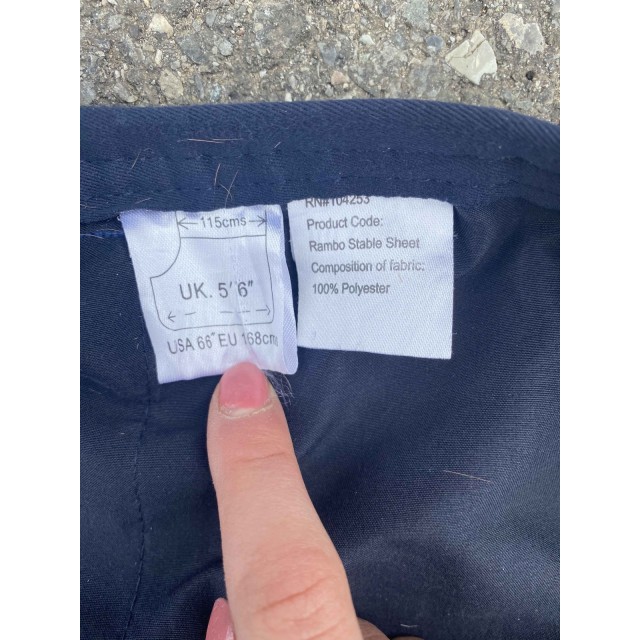 115cms
UK. 5'6"
USA 66" EU 168cm
RN#104253
Product Code:
Rambo Stable Sheet
Composition of fabric:
100% Polyester